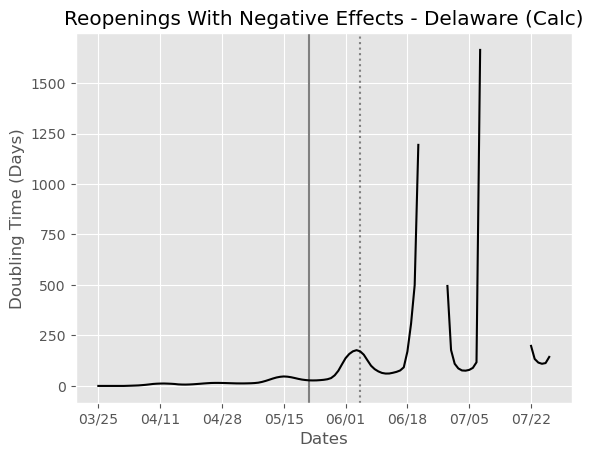 Reopenings With Negative Effects - Delaware (Calc)
1500
1250
1000
750
500
250
0
Doubling Time (Days)
03/25 04/11 04/28 05/15 06/01 06/18 07/05 07/22
Dates